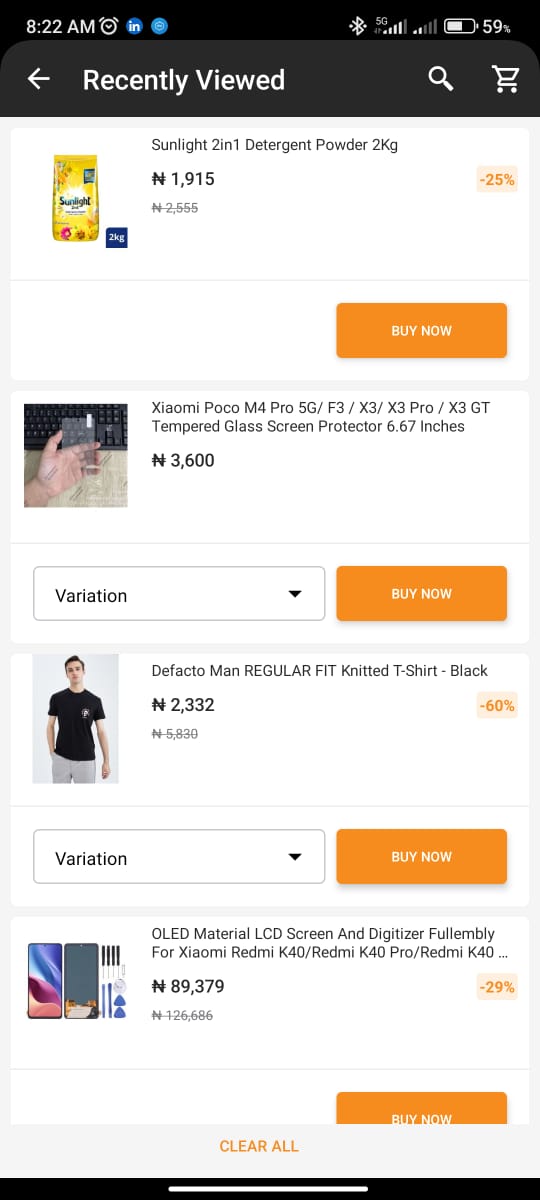 8:22 AM
5G
59%
Recently Viewed
Sunlight 2in1 Detergent Powder 2Kg
₦ 1,915
-25%
₦ 2,555
Sunlight
2in1
2kg
BUY NOW
Xiaomi Poco M4 Pro 5G/ F3 / X3/ X3 Pro / X3 GT
Tempered Glass Screen Protector 6.67 Inches
₦ 3,600
Variation
BUY NOW
Defacto Man REGULAR FIT Knitted T-Shirt - Black
₦ 2,332
-60%
₦ 5,830
Variation
BUY NOW
OLED Material LCD Screen And Digitizer Fullembly
For Xiaomi Redmi K40/Redmi K40 Pro/Redmi K40 ...
₦ 89,379
-29%
₦ 126,686
BUY NOW
CLEAR ALL